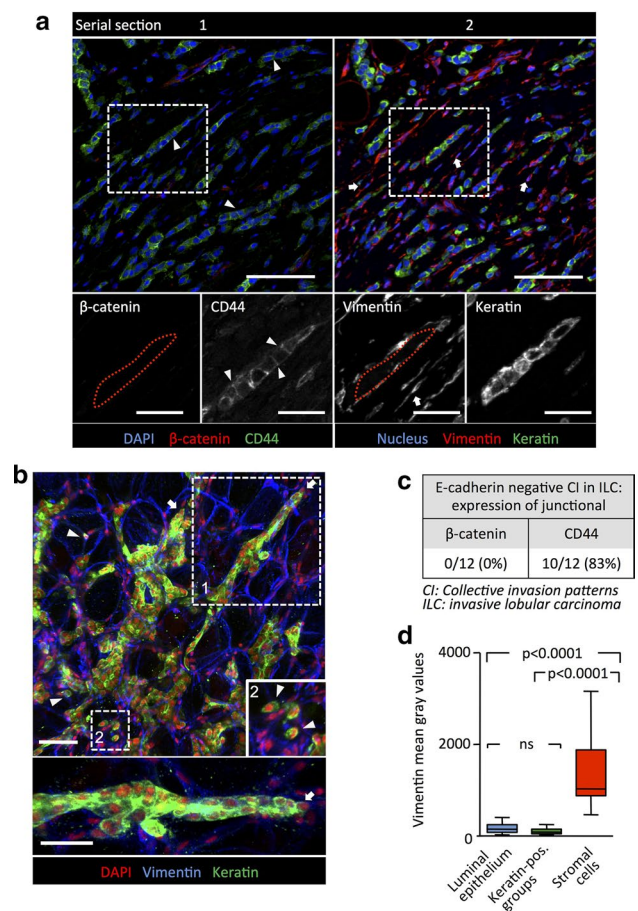 a
Serial section 1 2
β-catenin CD44 Vimentin Keratin
DAPI β-catenin CD44 Nucleus Vimentin Keratin
b
1
2
2
DAPI Vimentin Keratin
c
E-cadherin negative CI in ILC:
expression of junctional
β-catenin CD44
0/12 (0%) 10/12 (83%)
CI: Collective invasion patterns
ILC: invasive lobular carcinoma
d
Vimentin mean gray values
4000
2000
0
p<0.0001
p<0.0001
ns
Luminal
epithelium
Keratin-pos.
groups
Stromal
cells